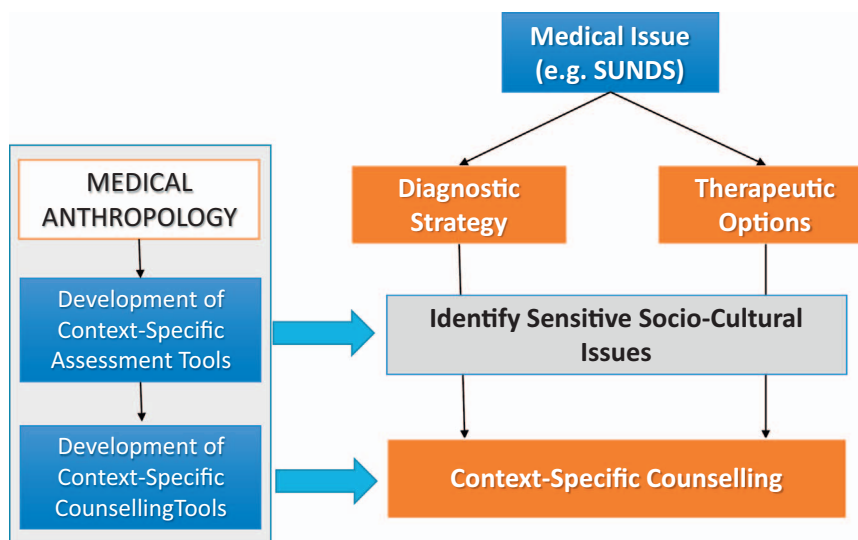 Medical Issue
(e.g. SUNDS)
MEDICAL
ANTHROPOLOGY
Diagnostic
Strategy
Therapeutic
Options
Development of
Context-Specific
Assessment Tools
Identify Sensitive Socio-Cultural
Issues
Development of
Context-Specific
CounsellingTools
Context-Specific Counselling